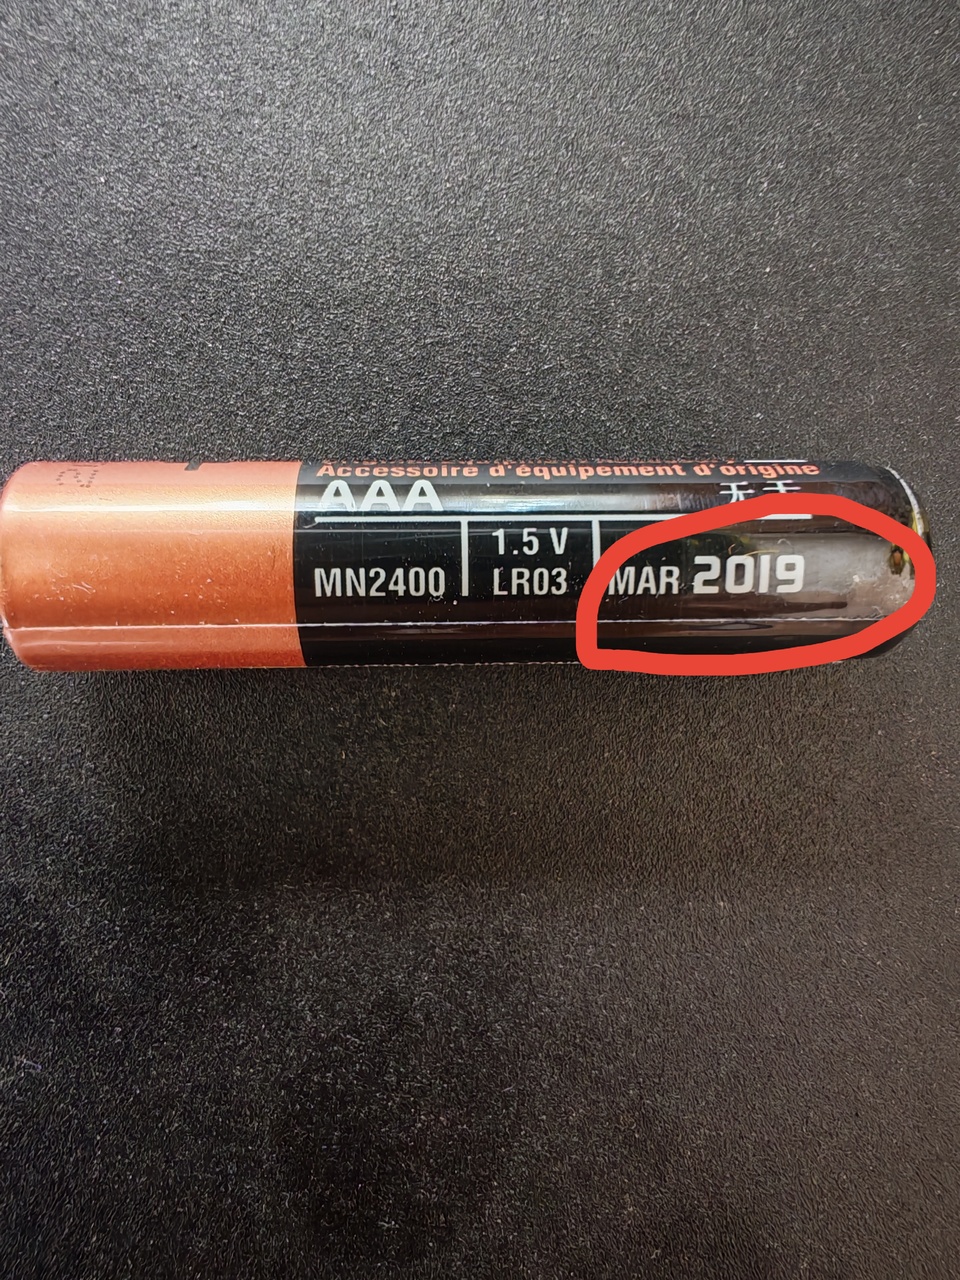 Accessoire d'équipement d'origine
AAA
1.5 V
MN2400 LR03 MAR 2019